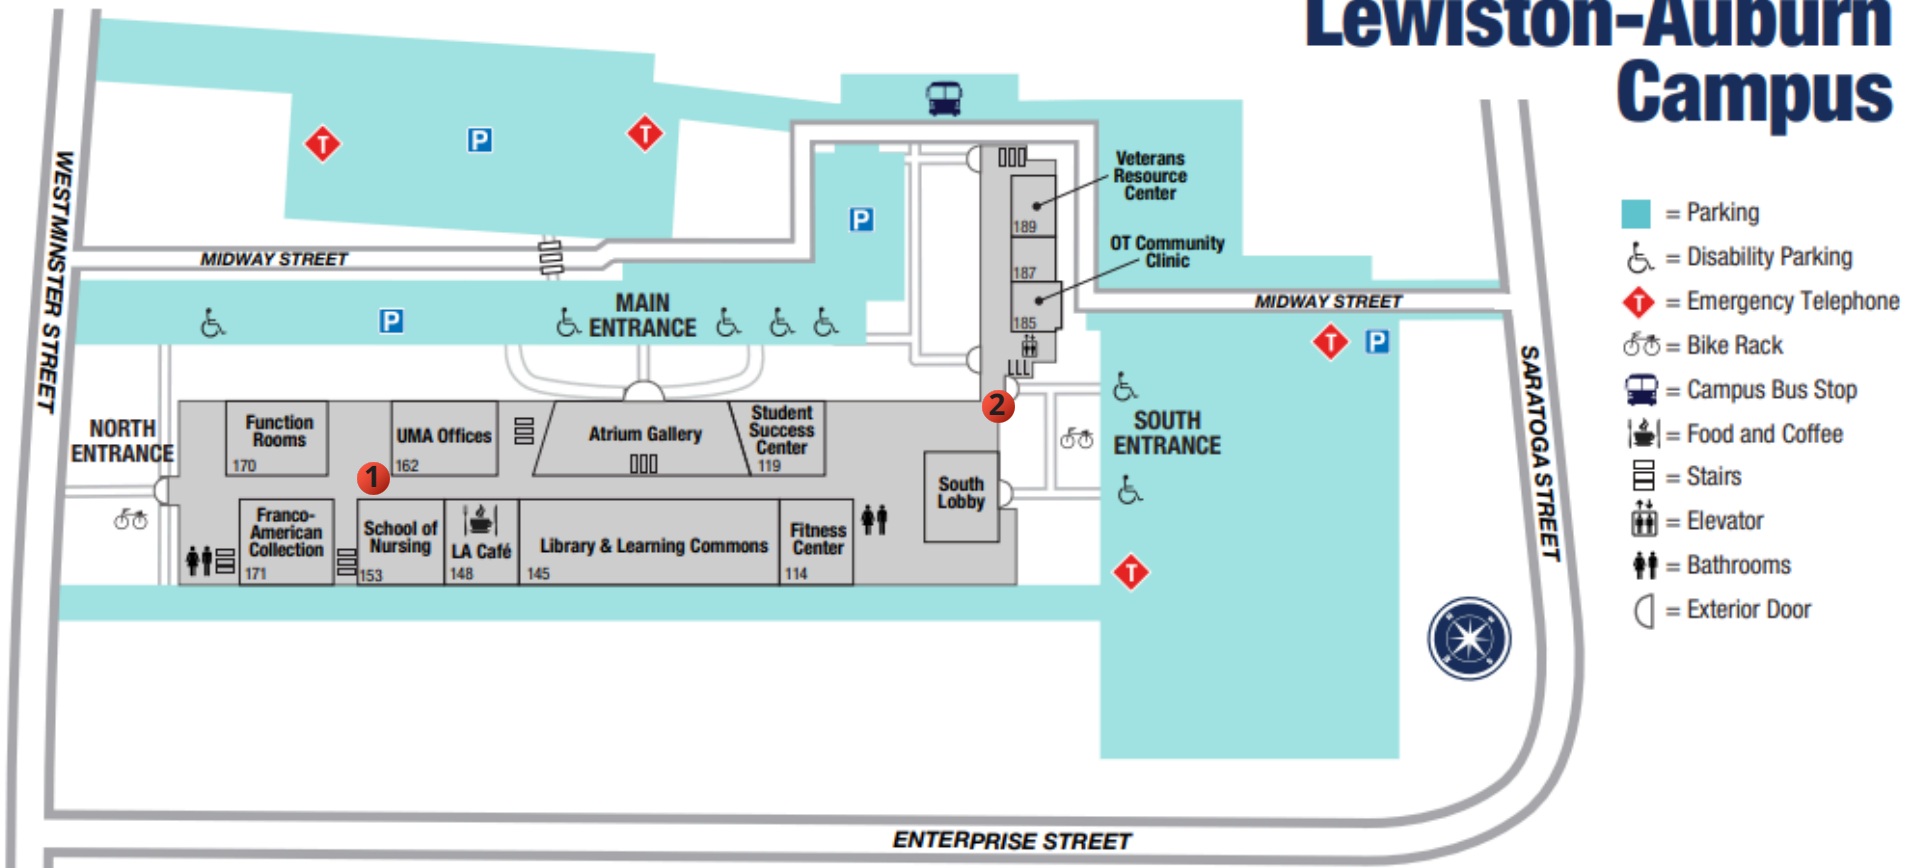 Lewiston-Auburn
Campus
WESTMINSTER STREET
T
P
T
P
MIDWAY STREET
P
MAIN
ENTRANCE
Veterans
Resource
Center
189
OT Community
Clinic
187
185
MIDWAY STREET
T
P
SARATOGA STREET
NORTH
ENTRANCE
Function
Rooms
170
UMA Offices
162
1
Atrium Gallery
Student
Success
Center
119
2
SOUTH
ENTRANCE
South
Lobby
Franco-
American
Collection
171
School of
Nursing
153
LA Café
148
Library & Learning Commons
145
Fitness
Center
114
T
ENTERPRISE STREET
= Parking
= Disability Parking
T = Emergency Telephone
= Bike Rack
= Campus Bus Stop
= Food and Coffee
= Stairs
= Elevator
= Bathrooms
= Exterior Door